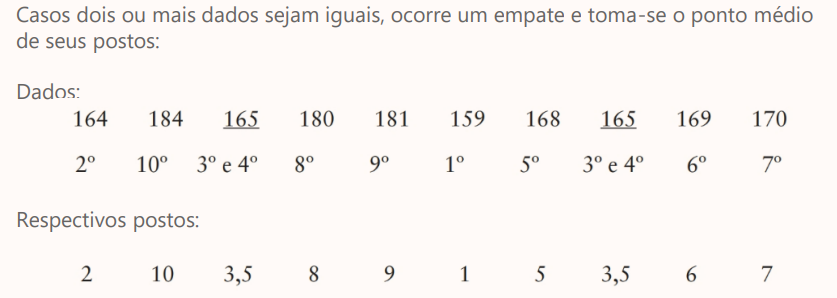 Casos dois ou mais dados sejam iguais, ocorre um empate e toma-se o ponto médio
de seus postos:
Dados:
164 184 165 180 181 159 168 165 169 170
2º 10º 3º e 4º 8º 9º 1º 5º 3º e 4º 6º 7º
Respectivos postos:
2 10 3,5 8 9 1 5 3,5 6 7